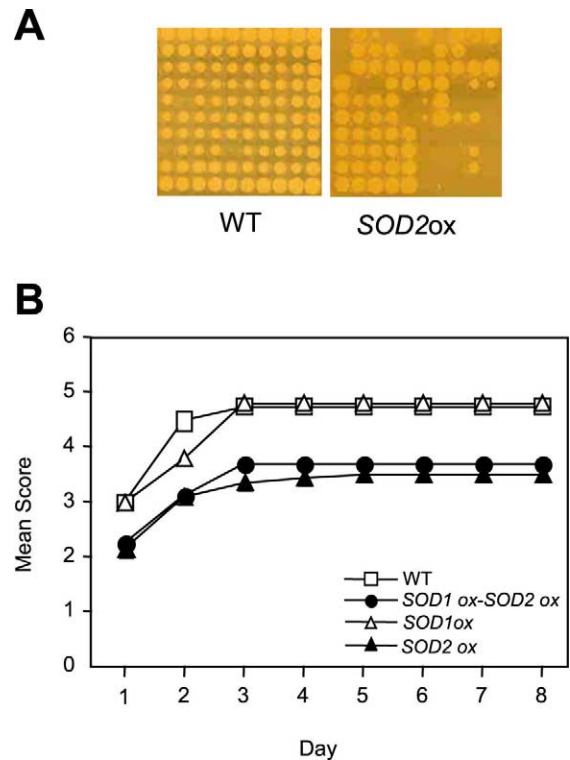 A
WT
SOD2ox
B
6
5
4
3
2
1
0
Mean Score
WT
SOD1 ox-SOD2 ox
SOD1ox
SOD2 ox
1 2 3 4 5 6 7 8
Day